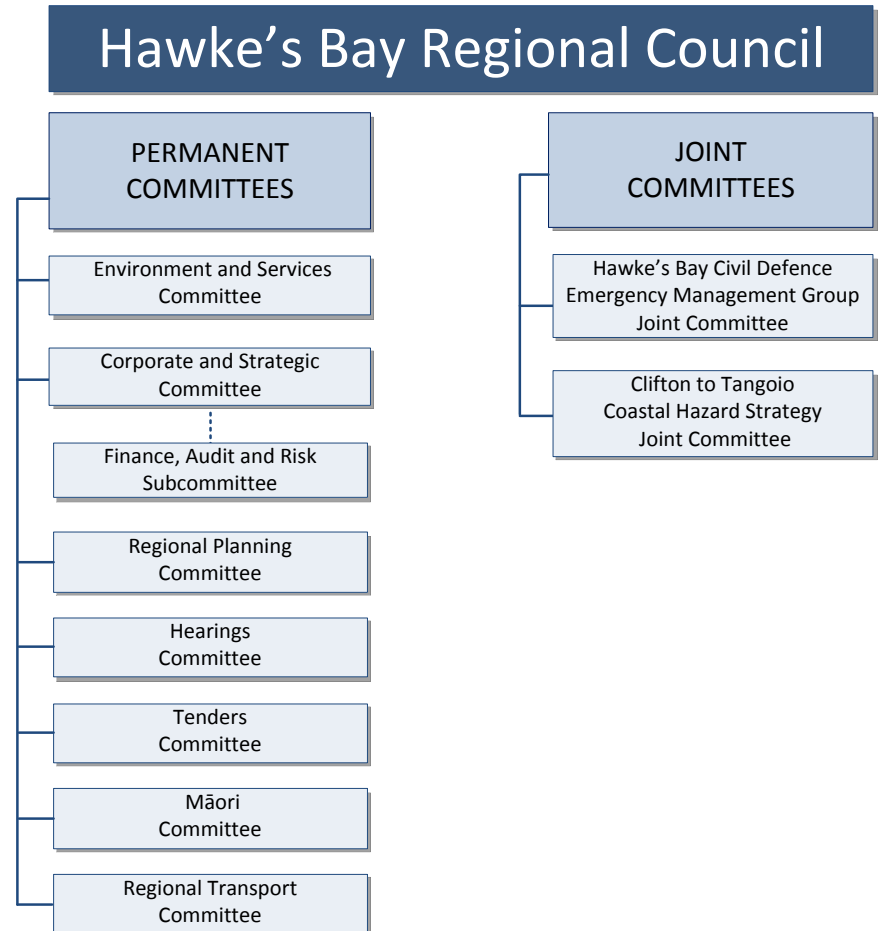 Hawke’s Bay Regional Council
PERMANENT
COMMITTEES
Environment and Services
Committee
Corporate and Strategic
Committee
Finance, Audit and Risk
Subcommittee
Regional Planning
Committee
Hearings
Committee
Tenders
Committee
Māori
Committee
Regional Transport
Committee
JOINT
COMMITTEES
Hawke’s Bay Civil Defence
Emergency Management Group
Joint Committee
Clifton to Tangoio
Coastal Hazard Strategy
Joint Committee